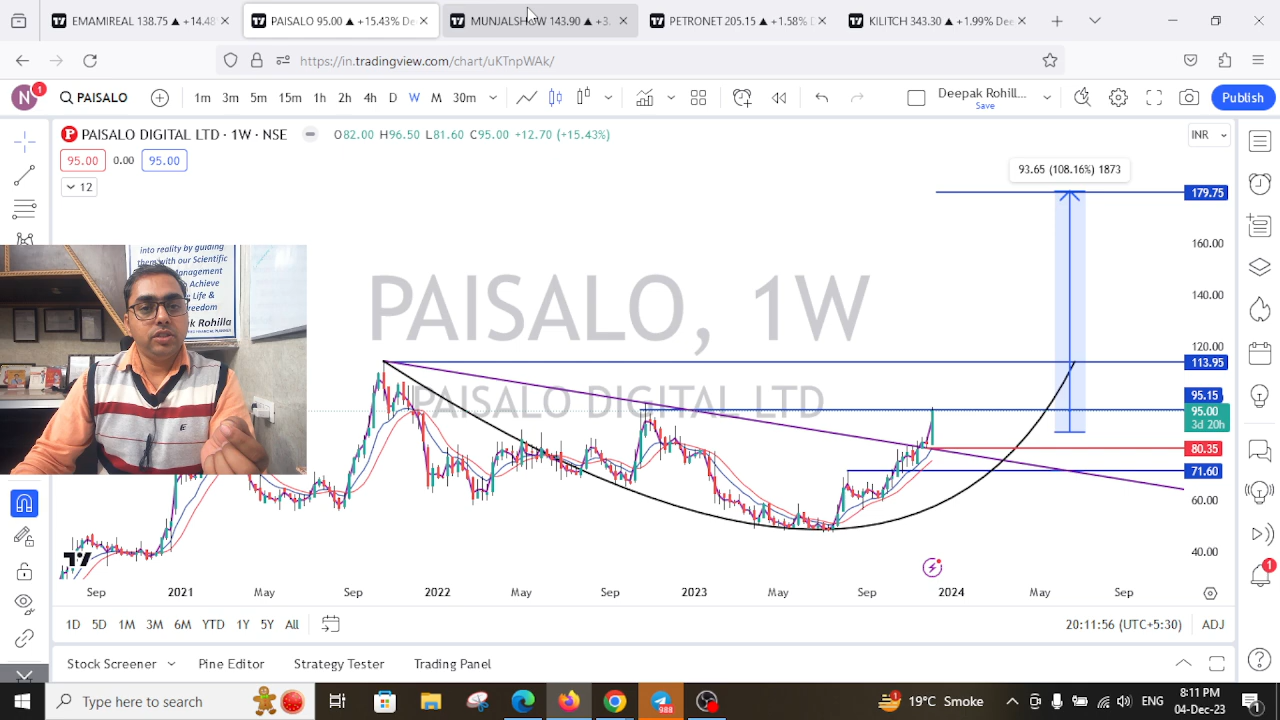 EMAMIREAL 138.75 ▲ +14.48
PAISALO 95.00 ▲ +15.43% De
MUNJALSHOW 143.90 ▲ +3.
PETRONET 205.15 ▲ +1.58%
KILITCH 343.30 ▲ +1.99% Dee
https://in.tradingview.com/chart/uKTnpWAk/
N 1
PAISALO
1m 3m 5m 15m 1h 2h 4h D W M 30m
Deepak Rohill...
Save
Publish
PAISALO DIGITAL LTD · 1W · NSE
O82.00 H96.50 L81.60 C95.00 +12.70 (+15.43%)
INR
95.00 0.00 95.00
12
93.65 (108.16%) 1873
179.75
160.00
140.00
120.00
113.95
95.15
95.00
3d 20h
80.35
71.60
60.00
40.00
PAISALO, 1W
PAISALO DIGITAL LTD
into reality by guiding
with our Scientific
Management
Achieve
Life &
Rohilla
Sep 2021 May Sep 2022 May Sep 2023 May Sep 2024 May Sep
1D 5D 1M 3M 6M YTD 1Y 5Y All
20:11:56 (UTC+5:30) ADJ
Stock Screener Pine Editor Strategy Tester Trading Panel
1
Type here to search
988
19°C Smoke
ENG
8:11 PM
04-Dec-23
1